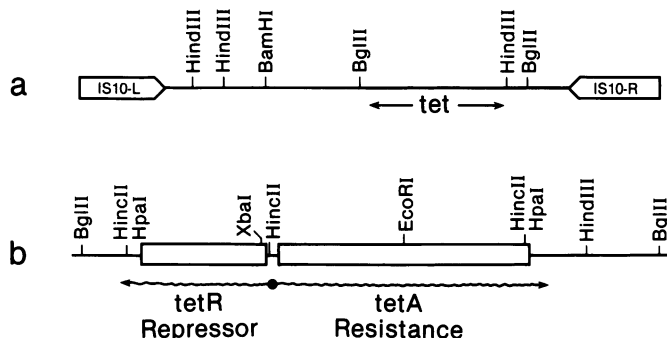 a
IS10-L
HindIII
HindIII
BamHI
BglII
HindIII
BglII
IS10-R
tet
b
BglII
HincII
HpaI
XbaI
HincII
EcoRI
HincII
HpaI
HindIII
BglII
tetR
Repressor
tetA
Resistance